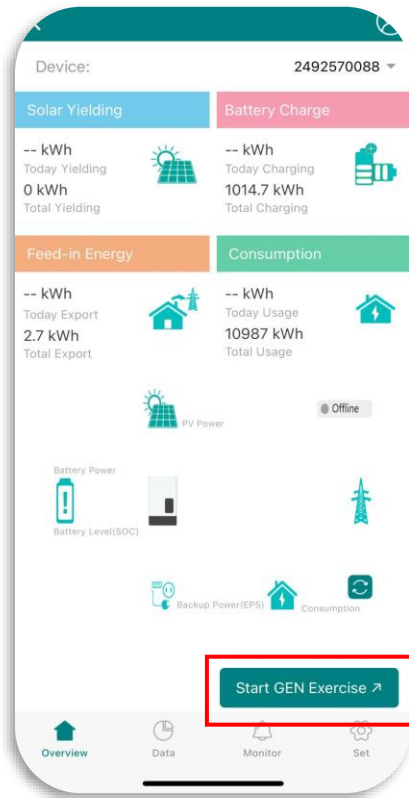 Device: 2492570088
Solar Yielding Battery Charge
-- kWh -- kWh
Today Yielding Today Charging
0 kWh 1014.7 kWh
Total Yielding Total Charging
Feed-in Energy Consumption
-- kWh -- kWh
Today Export Today Usage
2.7 kWh 10987 kWh
Total Export Total Usage
PV Power Offline
Battery Power
Battery Level(SOC)
Backup Power(EPS) Consumption
Start GEN Exercise ↗
Overview Data Monitor Set